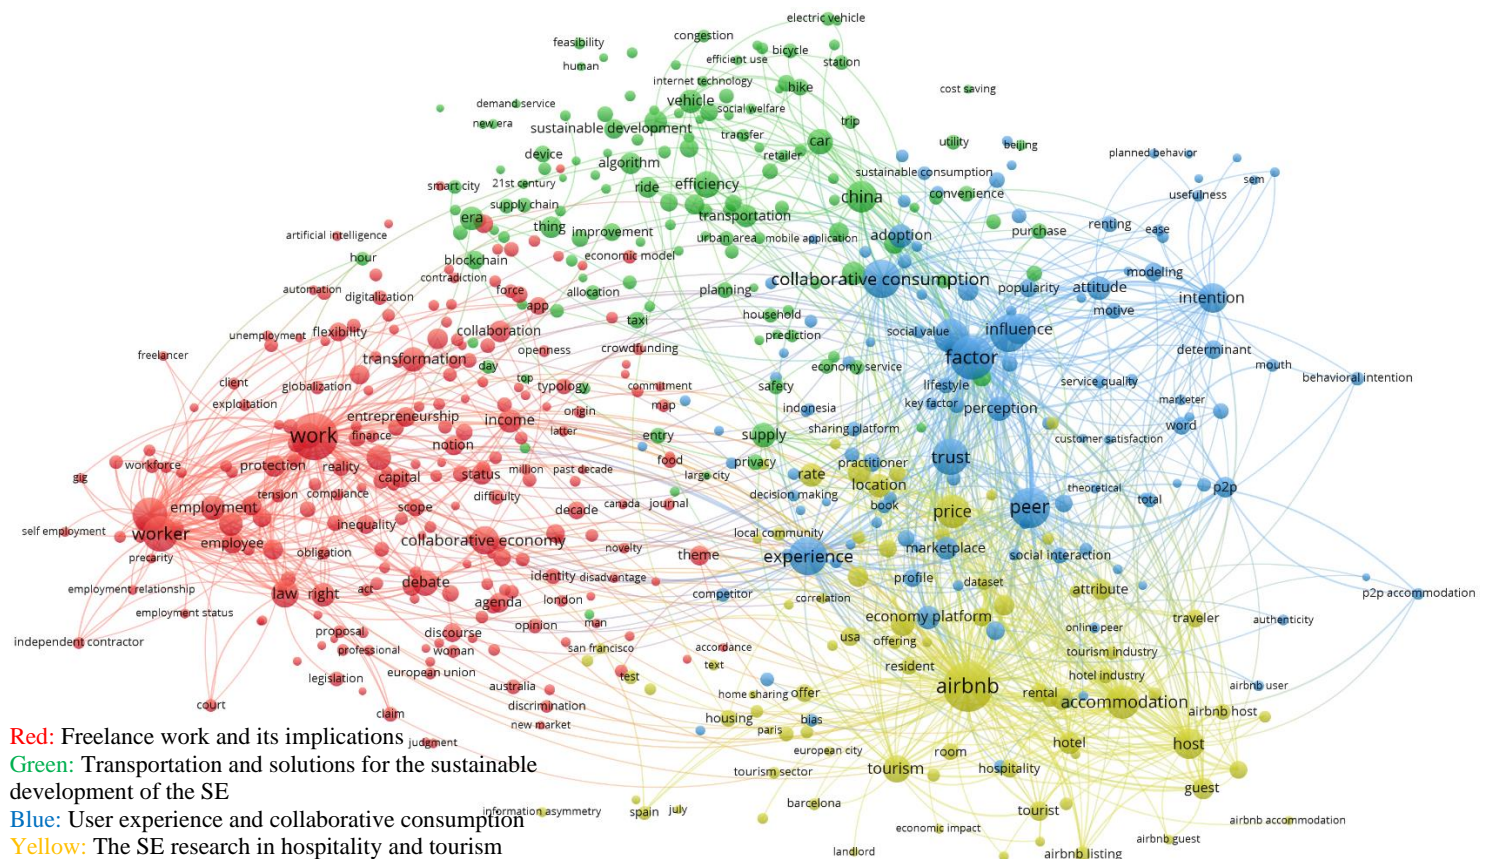 electric vehicle
congestion
feasibility
bicycle
efficient use
station
human
internet technology
hike
cost saving
vehicle
demand service
social welfare
new era
trip
sustainable development
transfer
car
utility
beijing
device
retailer
planned behavior
algorithm
sustainable consumption
sem
smart city
21st century
ride
efficiency
china
convenience
usefulness
supply chain
era
transportation
thing
improvement
renting
ease
purchase
artificial intelligence
urban area
mobile application
adoption
hour
blockchain
economic model
contradiction
modeling
collaborative consumption
automation
force
allocation
planning
popularity
attitude
intention
digitalization
app
motive
household
taxi
unemployment
flexibility
collaboration
prediction
social value
influence
openness
crowdfunding
determinant
freelancer
transformation
factor
day
economy service
mouth
client
top
service quality
behavioral intention
globalization
typology
commitment
safety
lifestyle
exploitation
map
key factor
marketer
origin
indonesia
perception
entrepreneurship
income
word
work
finance
latter
sharing platform
entry
supply
customer satisfaction
notion
workforce
protection
reality
food
privacy
practitioner
trust
gig
capital
status
million
past decade
large city
rate
location
theoretical
p2p
tension
compliance
difficulty
decision making
total
employment
scope
decade
canada
journal
book
price
peer
inequality
self employment
worker
local community
employee
collaborative economy
novelty
marketplace
precarity
obligation
theme
experience
social interaction
identity
disadvantage
profile
dataset
employment relationship
law
right
act
debate
competitor
correlation
attribute
p2p accommodation
agenda
london
employment status
economy platform
traveler
authenticity
opinion
man
proposal
discourse
usa
offering
online peer
independent contractor
professional
woman
san francisco
accordance
tourism industry
text
resident
european union
test
hotel industry
legislation
australia
airbnb
airbnb user
home sharing
offer
rental
accommodation
court
discrimination
airbnb host
claim
housing
bias
new market
paris
Red: Freelance work and its implications
judgment
european city
room
hotel
host
Green: Transportation and solutions for the sustainable
development of the SE
tourism sector
tourism
hospitality
guest
barcelona
information asymmetry
spain
july
tourist
Blue: User experience and collaborative consumption
economic impact
airbnb accommodation
airbnb guest
Yellow: The SE research in hospitality and tourism
landlord
airbnb listing